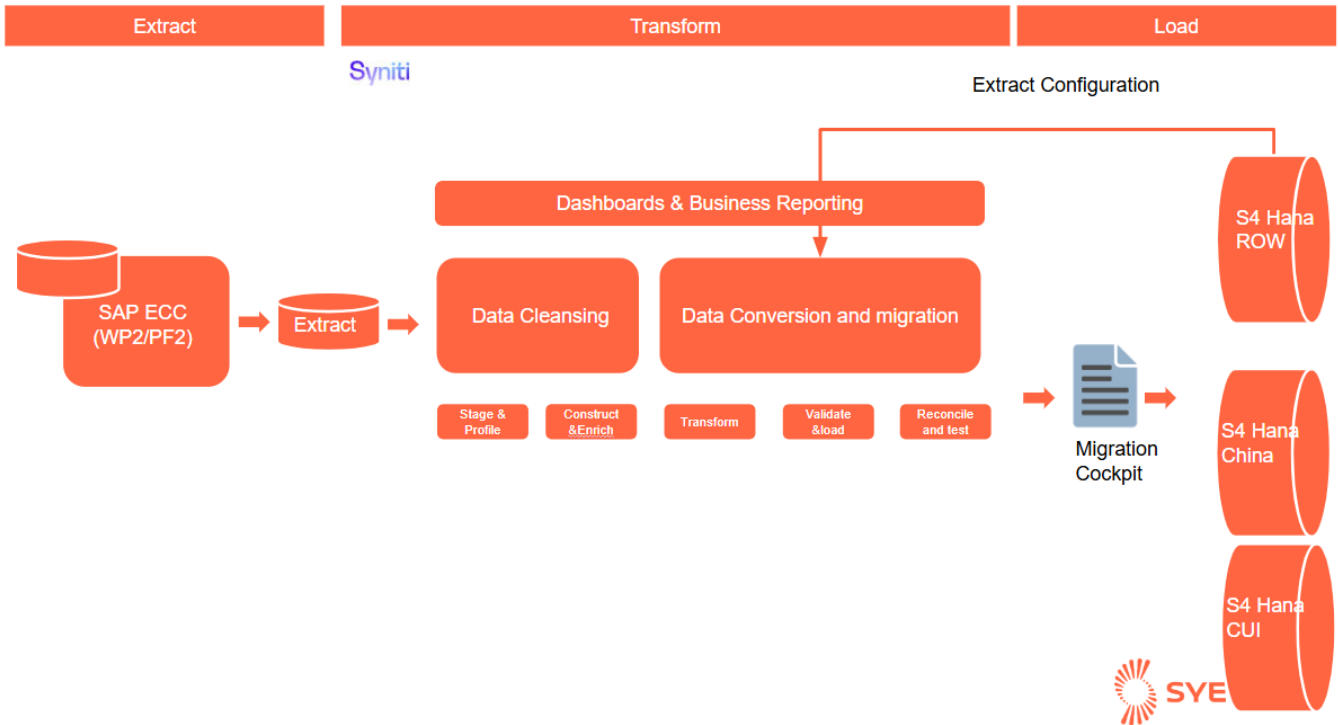 Extract
Transform
Load
Syniti
Extract Configuration
Dashboards & Business Reporting
S4 Hana
ROW
SAP ECC
(WP2/PF2)
Extract
Data Cleansing
Data Conversion and migration
Stage &
Profile
Construct
&Enrich
Transform
Validate
&load
Reconcile
and test
Migration
Cockpit
S4 Hana
China
S4 Hana
CUI
SYE